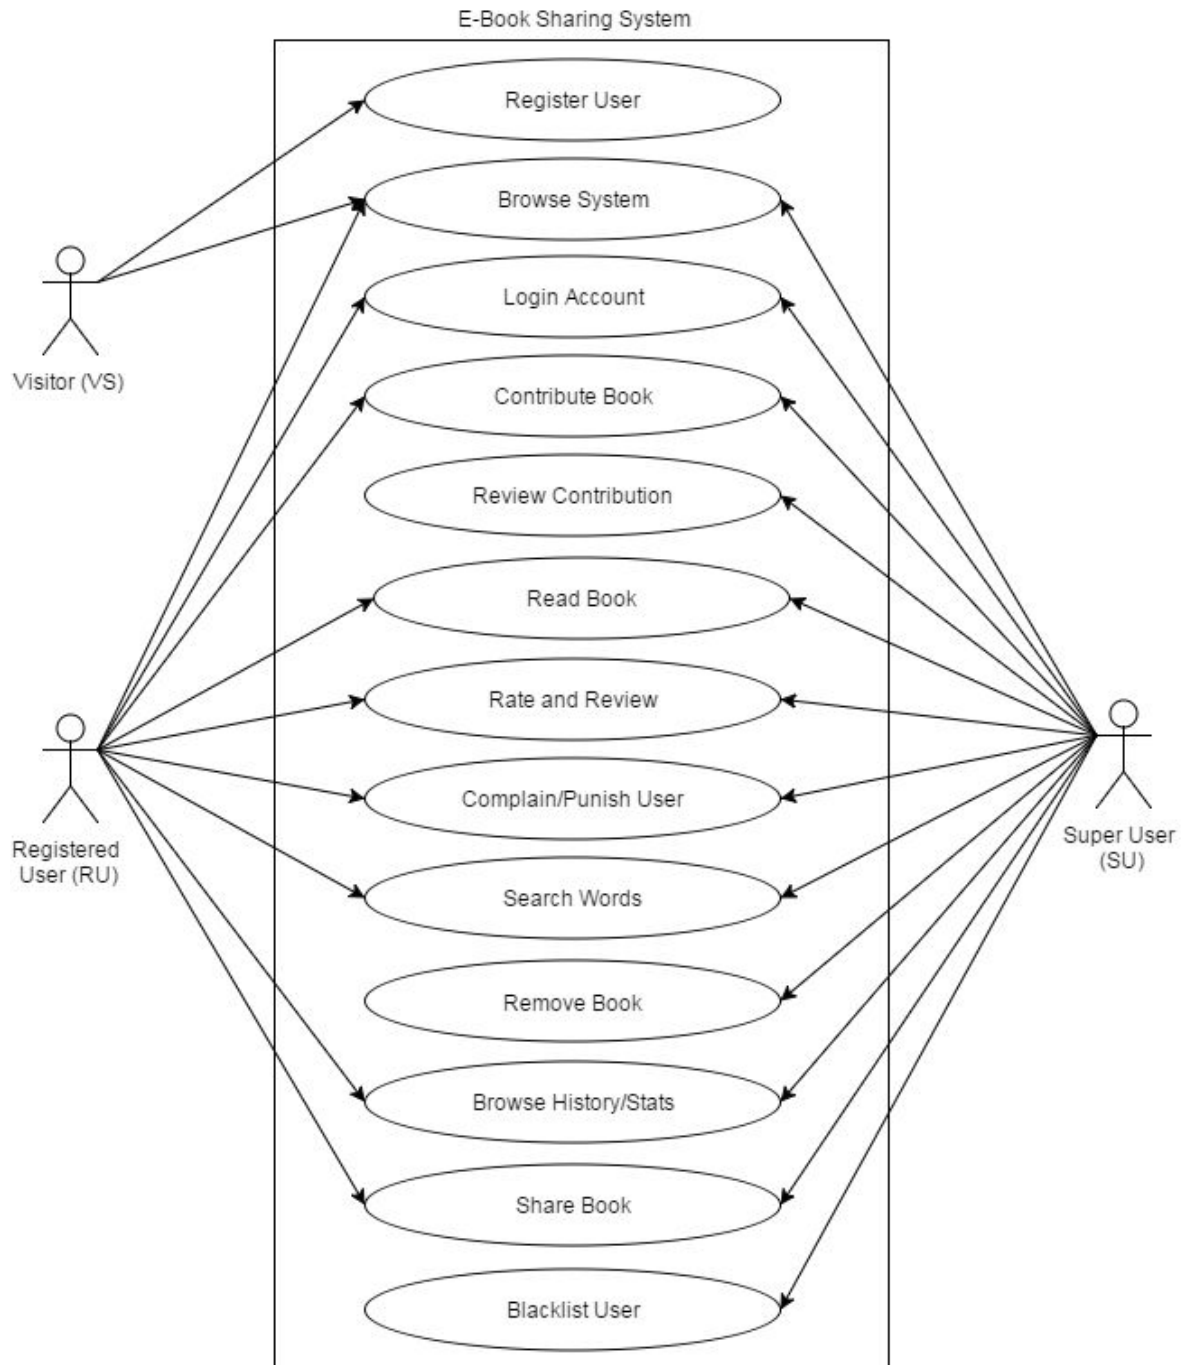 E-Book Sharing System
Register User
Browse System
Login Account
Visitor (VS)
Contribute Book
Review Contribution
Read Book
Rate and Review
Complain/Punish User
Registered
User (RU)
Super User
(SU)
Search Words
Remove Book
Browse History/Stats
Share Book
Blacklist User